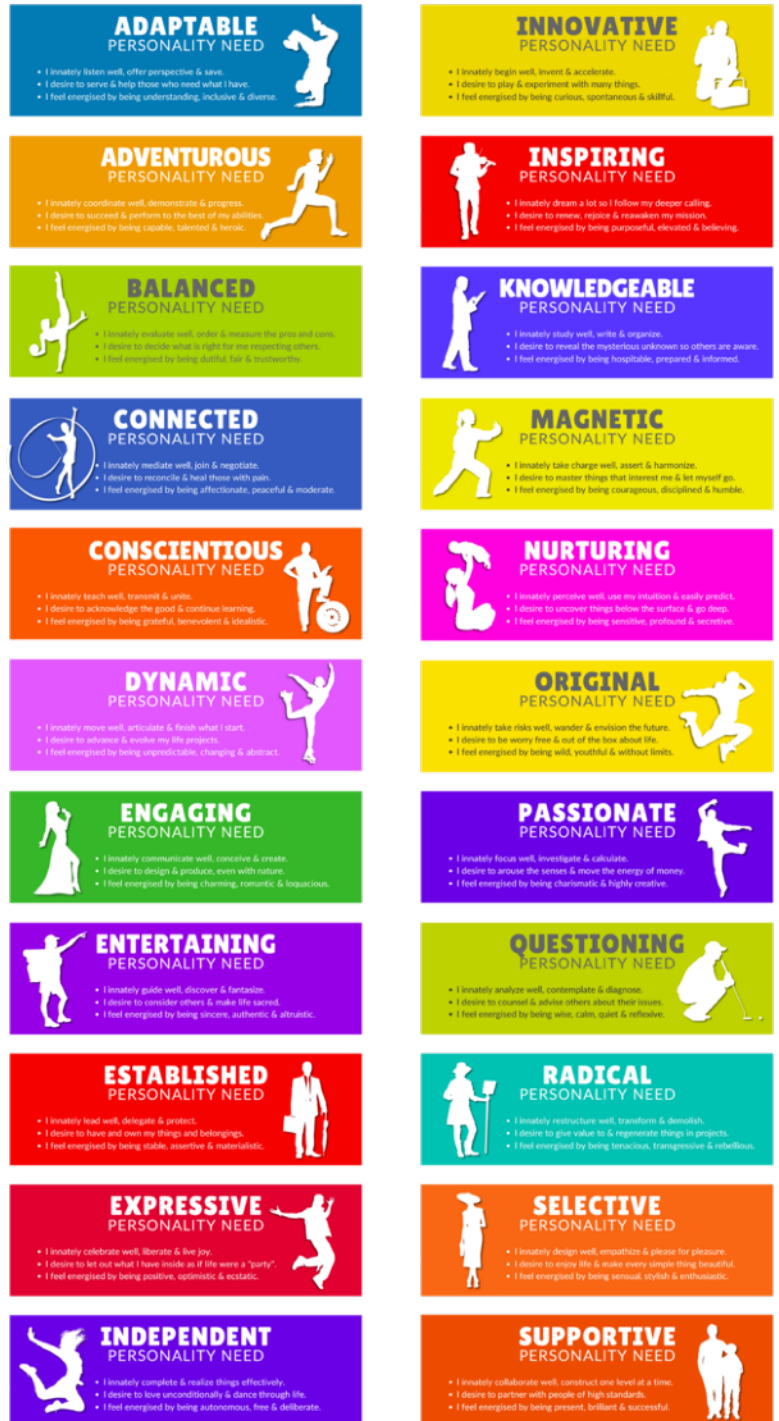 ADAPTABLE
PERSONALITY NEED
• I innately listen well, offer perspective & save.
• I desire to serve & help those who need what I have.
• I feel energised by being understanding, inclusive & diverse.
ADVENTUROUS
PERSONALITY NEED
• I innately coordinate well, demonstrate & progress.
• I desire to succeed & perform to the best of my abilities.
• I feel energised by being capable, talented & heroic.
BALANCED
PERSONALITY NEED
• I innately evaluate well, order & measure the pros and cons.
• I desire to decide what is right for me respecting others.
• I feel energised by being dutiful, fair & trustworthy.
CONNECTED
PERSONALITY NEED
• I innately mediate well, join & negotiate.
• I desire to reconcile & heal those with pain.
• I feel energised by being affectionate, peaceful & moderate.
CONSCIENTIOUS
PERSONALITY NEED
• I innately teach well, transmit & unite.
• I desire to acknowledge the good & continue learning.
• I feel energised by being grateful, benevolent & idealistic.
DYNAMIC
PERSONALITY NEED
• I innately move well, articulate & finish what I start.
• I desire to advance & evolve my life projects.
• I feel energised by being unpredictable, changing & abstract.
ENGAGING
PERSONALITY NEED
• I innately communicate well, conceive & create.
• I desire to design & produce, even with nature.
• I feel energised by being charming, romantic & loquacious.
ENTERTAINING
PERSONALITY NEED
• I innately guide well, discover & fantasize.
• I desire to consider others & make life sacred.
• I feel energised by being sincere, authentic & altruistic.
ESTABLISHED
PERSONALITY NEED
• I innately lead well, delegate & protect.
• I desire to have and own my things and belongings.
• I feel energised by being stable, assertive & materialistic.
EXPRESSIVE
PERSONALITY NEED
• I innately celebrate well, liberate & live joy.
• I desire to let out what I have inside as if life were a "party".
• I feel energised by being positive, optimistic & ecstatic.
INDEPENDENT
PERSONALITY NEED
• I innately complete & realize things effectively.
• I desire to love unconditionally & dance through life.
• I feel energised by being autonomous, free & deliberate.
INNOVATIVE
PERSONALITY NEED
• I innately begin well, invent & accelerate.
• I desire to play & experiment with many things.
• I feel energised by being curious, spontaneous & skillful.
INSPIRING
PERSONALITY NEED
• I innately dream a lot so I follow my deeper calling.
• I desire to renew, rejoice & reawaken my mission.
• I feel energised by being purposeful, elevated & believing.
KNOWLEDGEABLE
PERSONALITY NEED
• I innately study well, write & organize.
• I desire to reveal the mysterious unknown so others are aware.
• I feel energised by being hospitable, prepared & informed.
MAGNETIC
PERSONALITY NEED
• I innately take charge well, assert & harmonize.
• I desire to master things that interest me & let myself go.
• I feel energised by being courageous, disciplined & humble.
NURTURING
PERSONALITY NEED
• I innately perceive well, use my intuition & easily predict.
• I desire to uncover things below the surface & go deep.
• I feel energised by being sensitive, profound & secretive.
ORIGINAL
PERSONALITY NEED
• I innately take risks well, wander & envision the future.
• I desire to be worry free & out of the box about life.
• I feel energised by being wild, youthful & without limits.
PASSIONATE
PERSONALITY NEED
• I innately focus well, investigate & calculate.
• I desire to arouse the senses & move the energy of money.
• I feel energised by being charismatic & highly creative.
QUESTIONING
PERSONALITY NEED
• I innately analyze well, contemplate & diagnose.
• I desire to counsel & advise others about their issues.
• I feel energised by being wise, calm, quiet & reflexive.
RADICAL
PERSONALITY NEED
• I innately restructure well, transform & demolish.
• I desire to give value to & regenerate things in projects.
• I feel energised by being tenacious, transgressive & rebellious.
SELECTIVE
PERSONALITY NEED
• I innately design well, empathize & please for pleasure.
• I desire to enjoy life & make every simple thing beautiful.
• I feel energised by being sensual, stylish & enthusiastic.
SUPPORTIVE
PERSONALITY NEED
• I innately collaborate well, construct one level at a time.
• I desire to partner with people of high standards.
• I feel energised by being present, brilliant & successful.